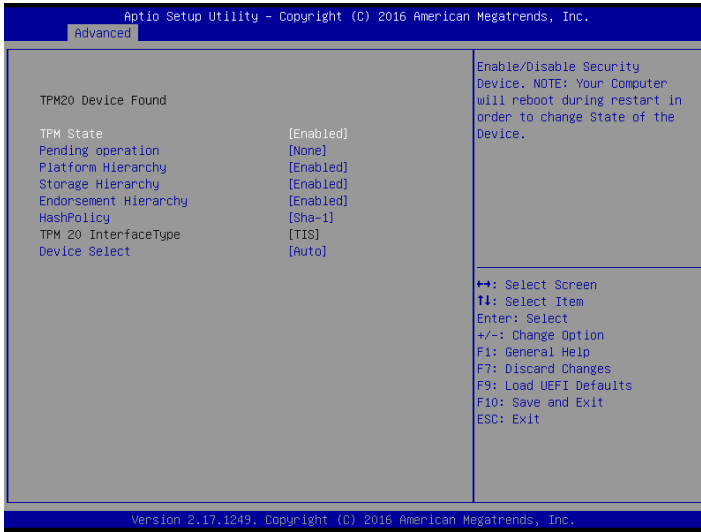 Aptio Setup Utility – Copyright (C) 2016 American Megatrends, Inc.
Advanced
TPM20 Device Found
TPM State [Enabled]
Pending operation [None]
Platform Hierarchy [Enabled]
Storage Hierarchy [Enabled]
Endorsement Hierarchy [Enabled]
HashPolicy [Sha-1]
TPM 20 InterfaceType [TIS]
Device Select [Auto]
Enable/Disable Security
Device. NOTE: Your Computer
will reboot during restart in
order to change State of the
Device.
↔: Select Screen
↑↓: Select Item
Enter: Select
+/-: Change Option
F1: General Help
F7: Discard Changes
F9: Load UEFI Defaults
F10: Save and Exit
ESC: Exit
Version 2.17.1249. Copyright (C) 2016 American Megatrends, Inc.